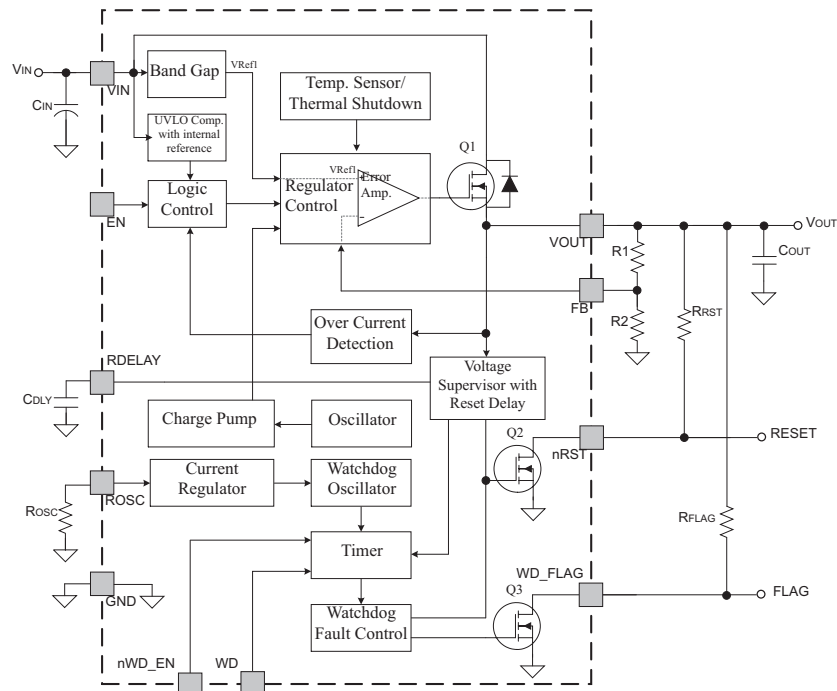 VIN
VIN
CIN
Band Gap
VRef1
Temp. Sensor/
Thermal Shutdown
UVLO Comp.
with internal
reference
Q1
EN
Logic
Control
Regulator
Control
VRef1
+
Error
Amp.
-
VOUT
VOUT
R1
COUT
FB
R2
RRST
Over Current
Detection
RDELAY
CDLY
Voltage
Supervisor with
Reset Delay
Charge Pump
Oscillator
Q2
nRST
RESET
ROSC
ROSC
Current
Regulator
Watchdog
Oscillator
RFLAG
Timer
GND
WD_FLAG
FLAG
Q3
Watchdog
Fault Control
nWD_EN
WD